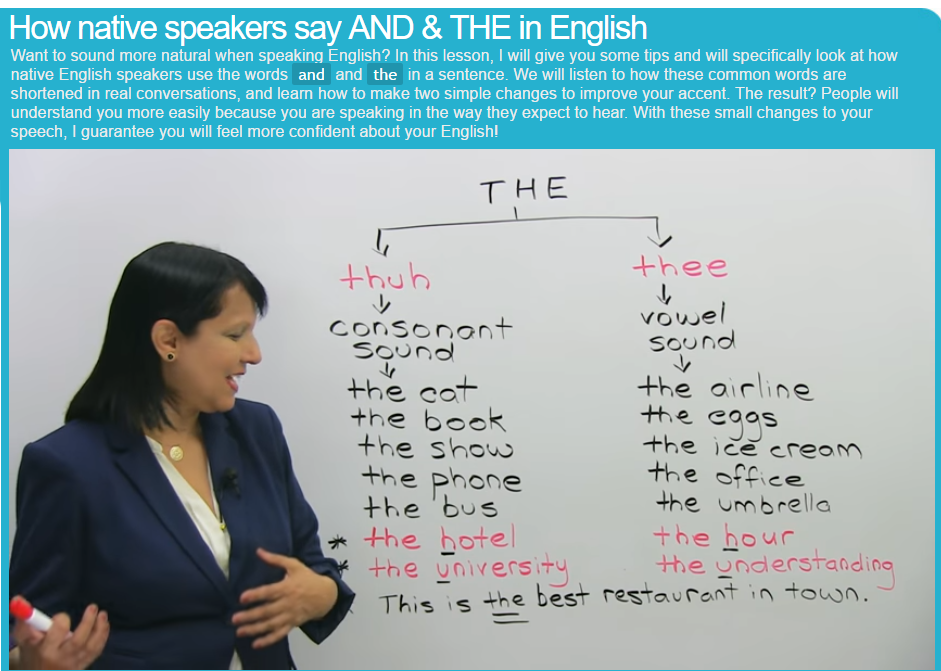 How native speakers say AND & THE in English
Want to sound more natural when speaking English? In this lesson, I will give you some tips and will specifically look at how
native English speakers use the words and and the in a sentence. We will listen to how these common words are
shortened in real conversations, and learn how to make two simple changes to improve your accent. The result? People will
understand you more easily because you are speaking in the way they expect to hear. With these small changes to your
speech, I guarantee you will feel more confident about your English!
THE
thuh
consonant
sound
the cat
the book
the show
the phone
the bus
* the hotel
* the university
thee
vowel
sound
the airline
the eggs
the ice cream
the office
the umbrella
the hour
the understanding
This is the best restaurant in town.